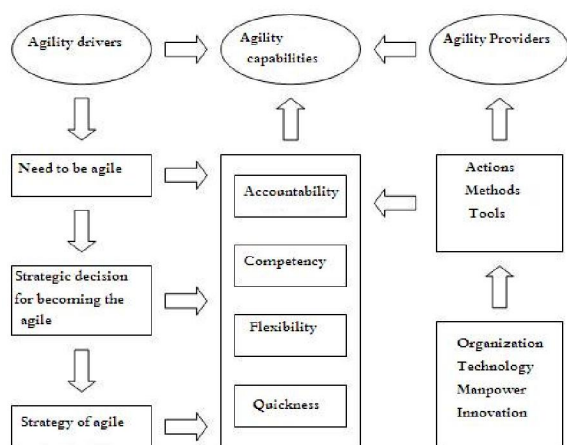 Agility drivers
Agility
capabilities
Agility Providers
Need to be agile
Accountability
Actions
Methods
Tools
Competency
Strategic decision
for becoming the
agile
Flexibility
Organization
Technology
Manpower
Innovation
Quickness
Strategy of agile